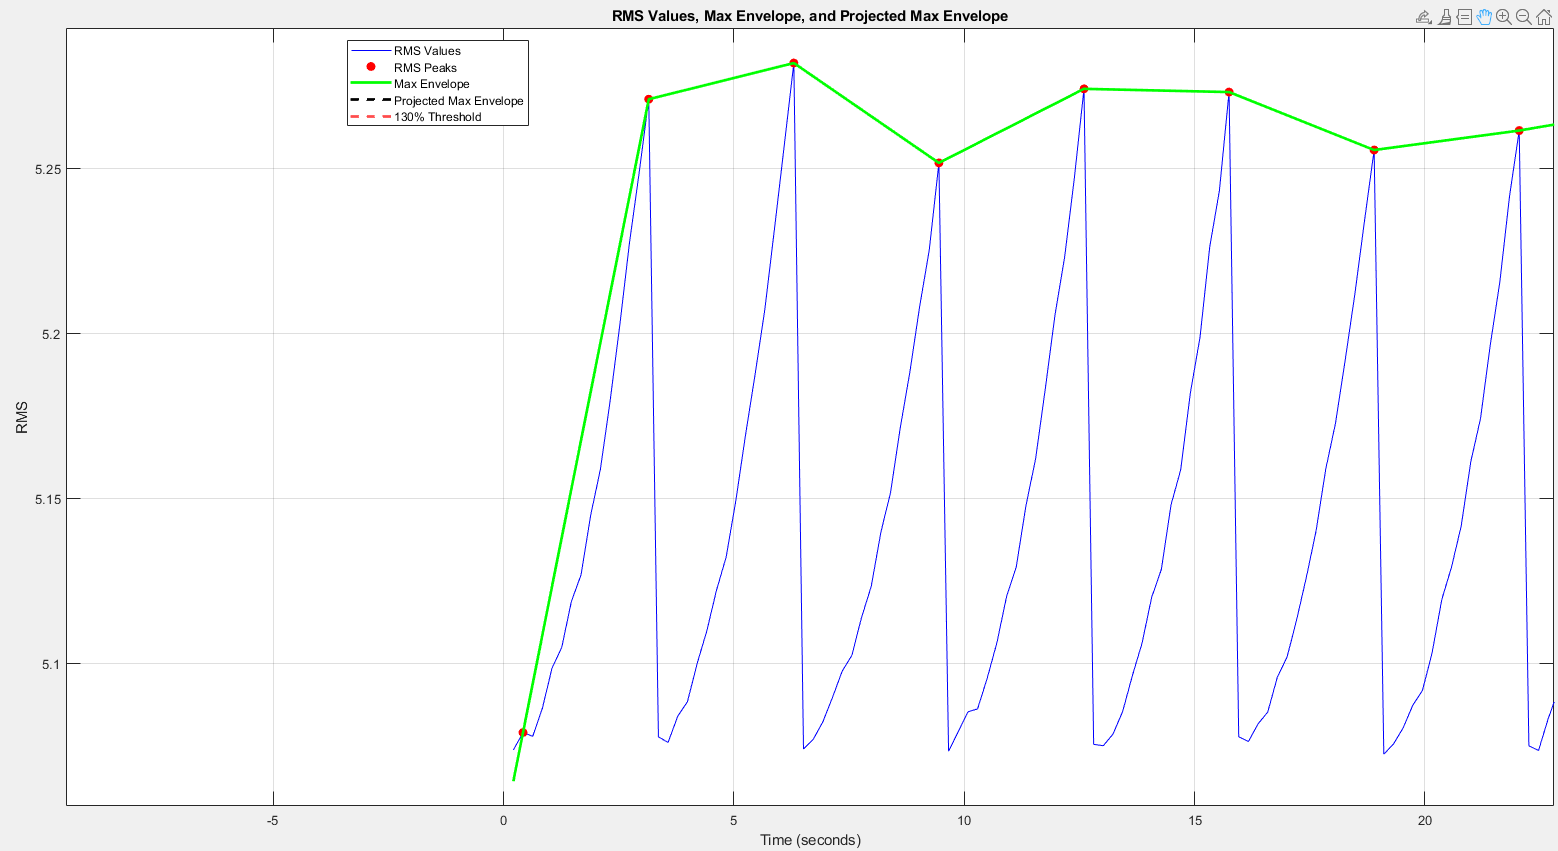 RMS Values, Max Envelope, and Projected Max Envelope
RMS Values
RMS Peaks
Max Envelope
Projected Max Envelope
130% Threshold
5.25
5.2
5.15
5.1
RMS
-5
0
5
10
15
20
Time (seconds)